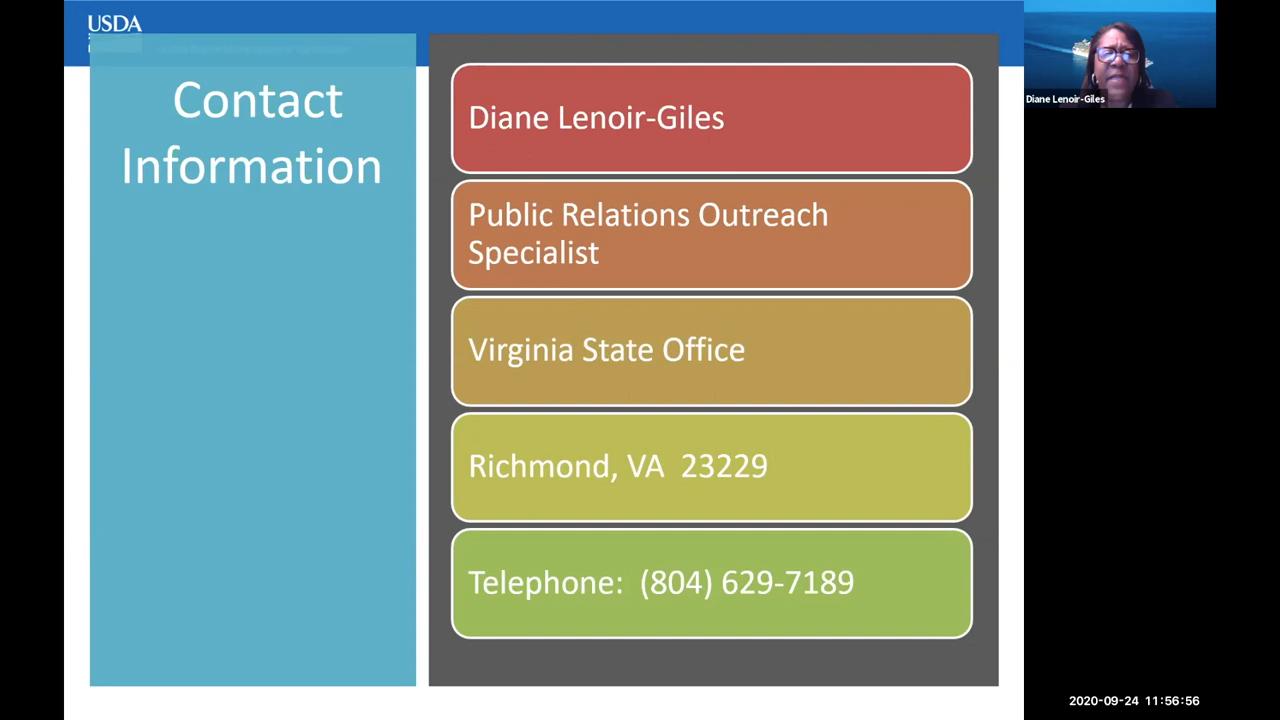 USDA
Contact
Information
Diane Lenoir-Giles
Public Relations Outreach
Specialist
Virginia State Office
Richmond, VA 23229
Telephone: (804) 629-7189
Diane Lenoir-Giles
2020-09-24 11:56:56